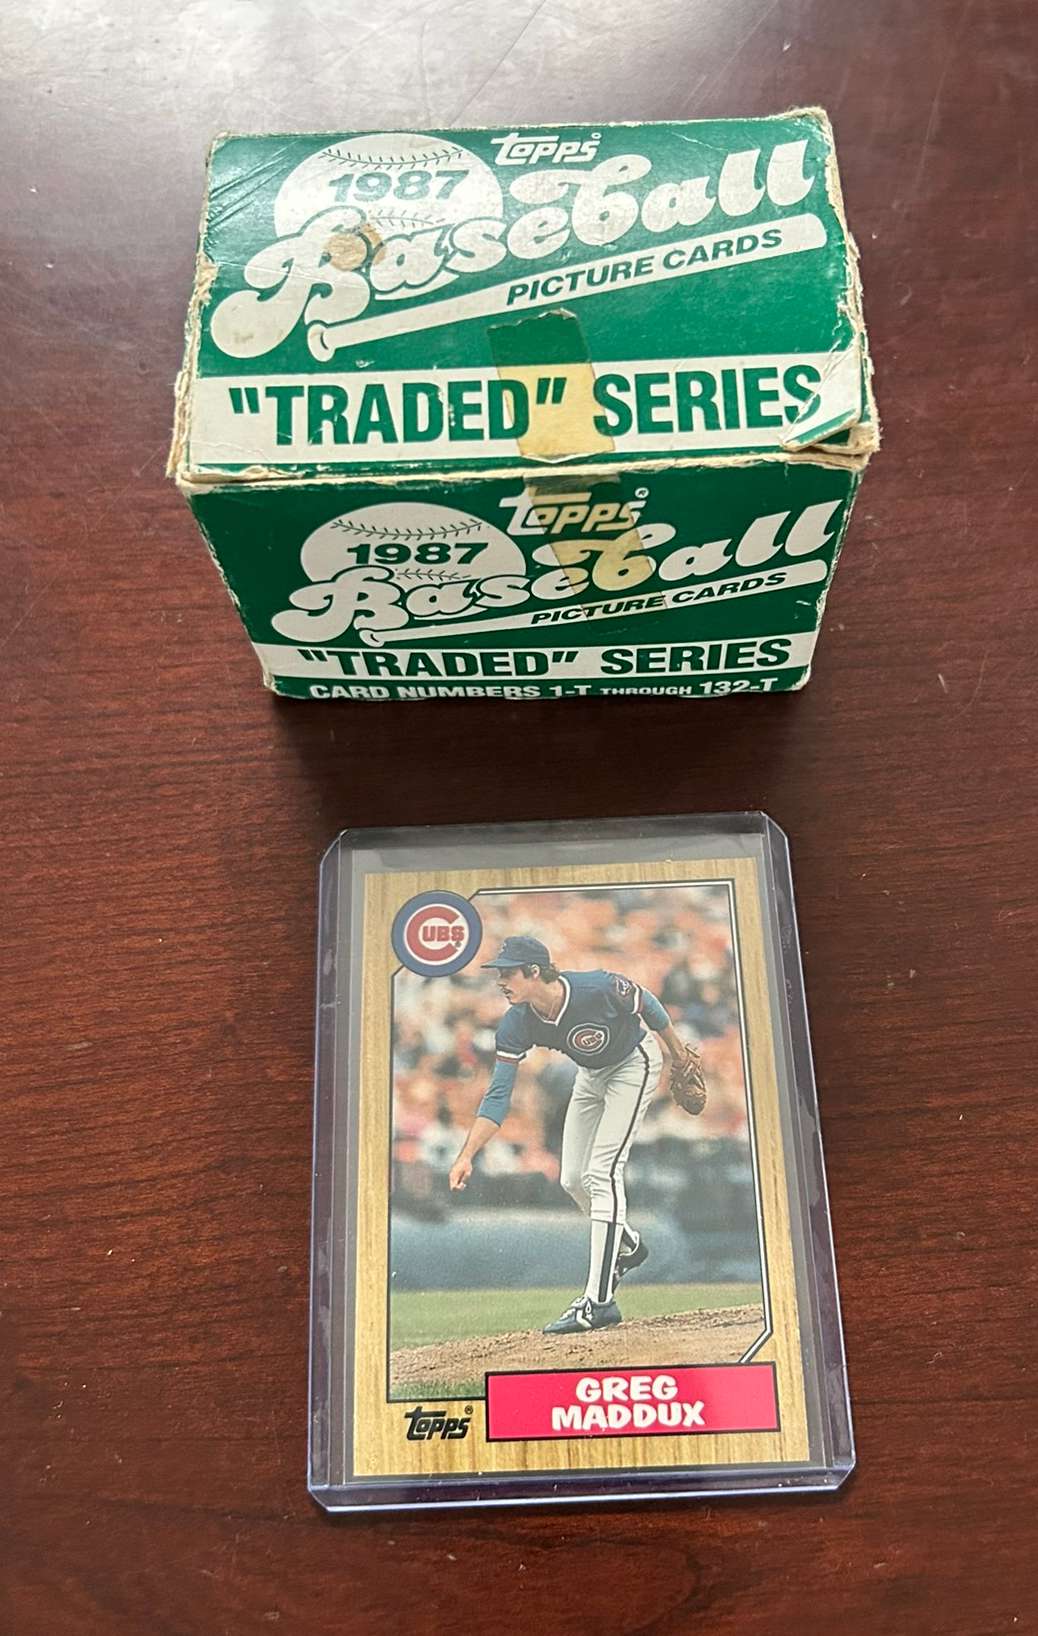 topps
1987
Baseball
PICTURE CARDS
"TRADED" SERIES
topps®
1987
Baseball
PICTURE CARDS
"TRADED" SERIES
CARD NUMBERS 1-T THROUGH 132-T
CUBS
CUBS
GREG
MADDUX
topps®